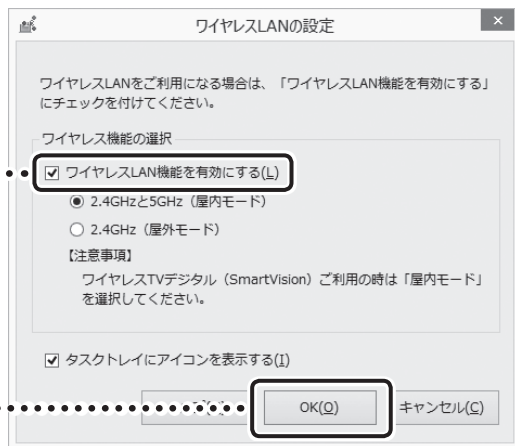 ワイヤレスLANの設定
ワイヤレスLANをご利用になる場合は、「ワイヤレスLAN機能を有効にする」
にチェックを付けてください。
ワイヤレス機能の選択
ワイヤレスLAN機能を有効にする(L)
2.4GHzと5GHz（屋内モード）
2.4GHz（屋外モード）
【注意事項】
ワイヤレスTVデジタル（SmartVision）ご利用の時は「屋内モード」
を選択してください。
タスクトレイにアイコンを表示する(I)
OK(O)
キャンセル(C)